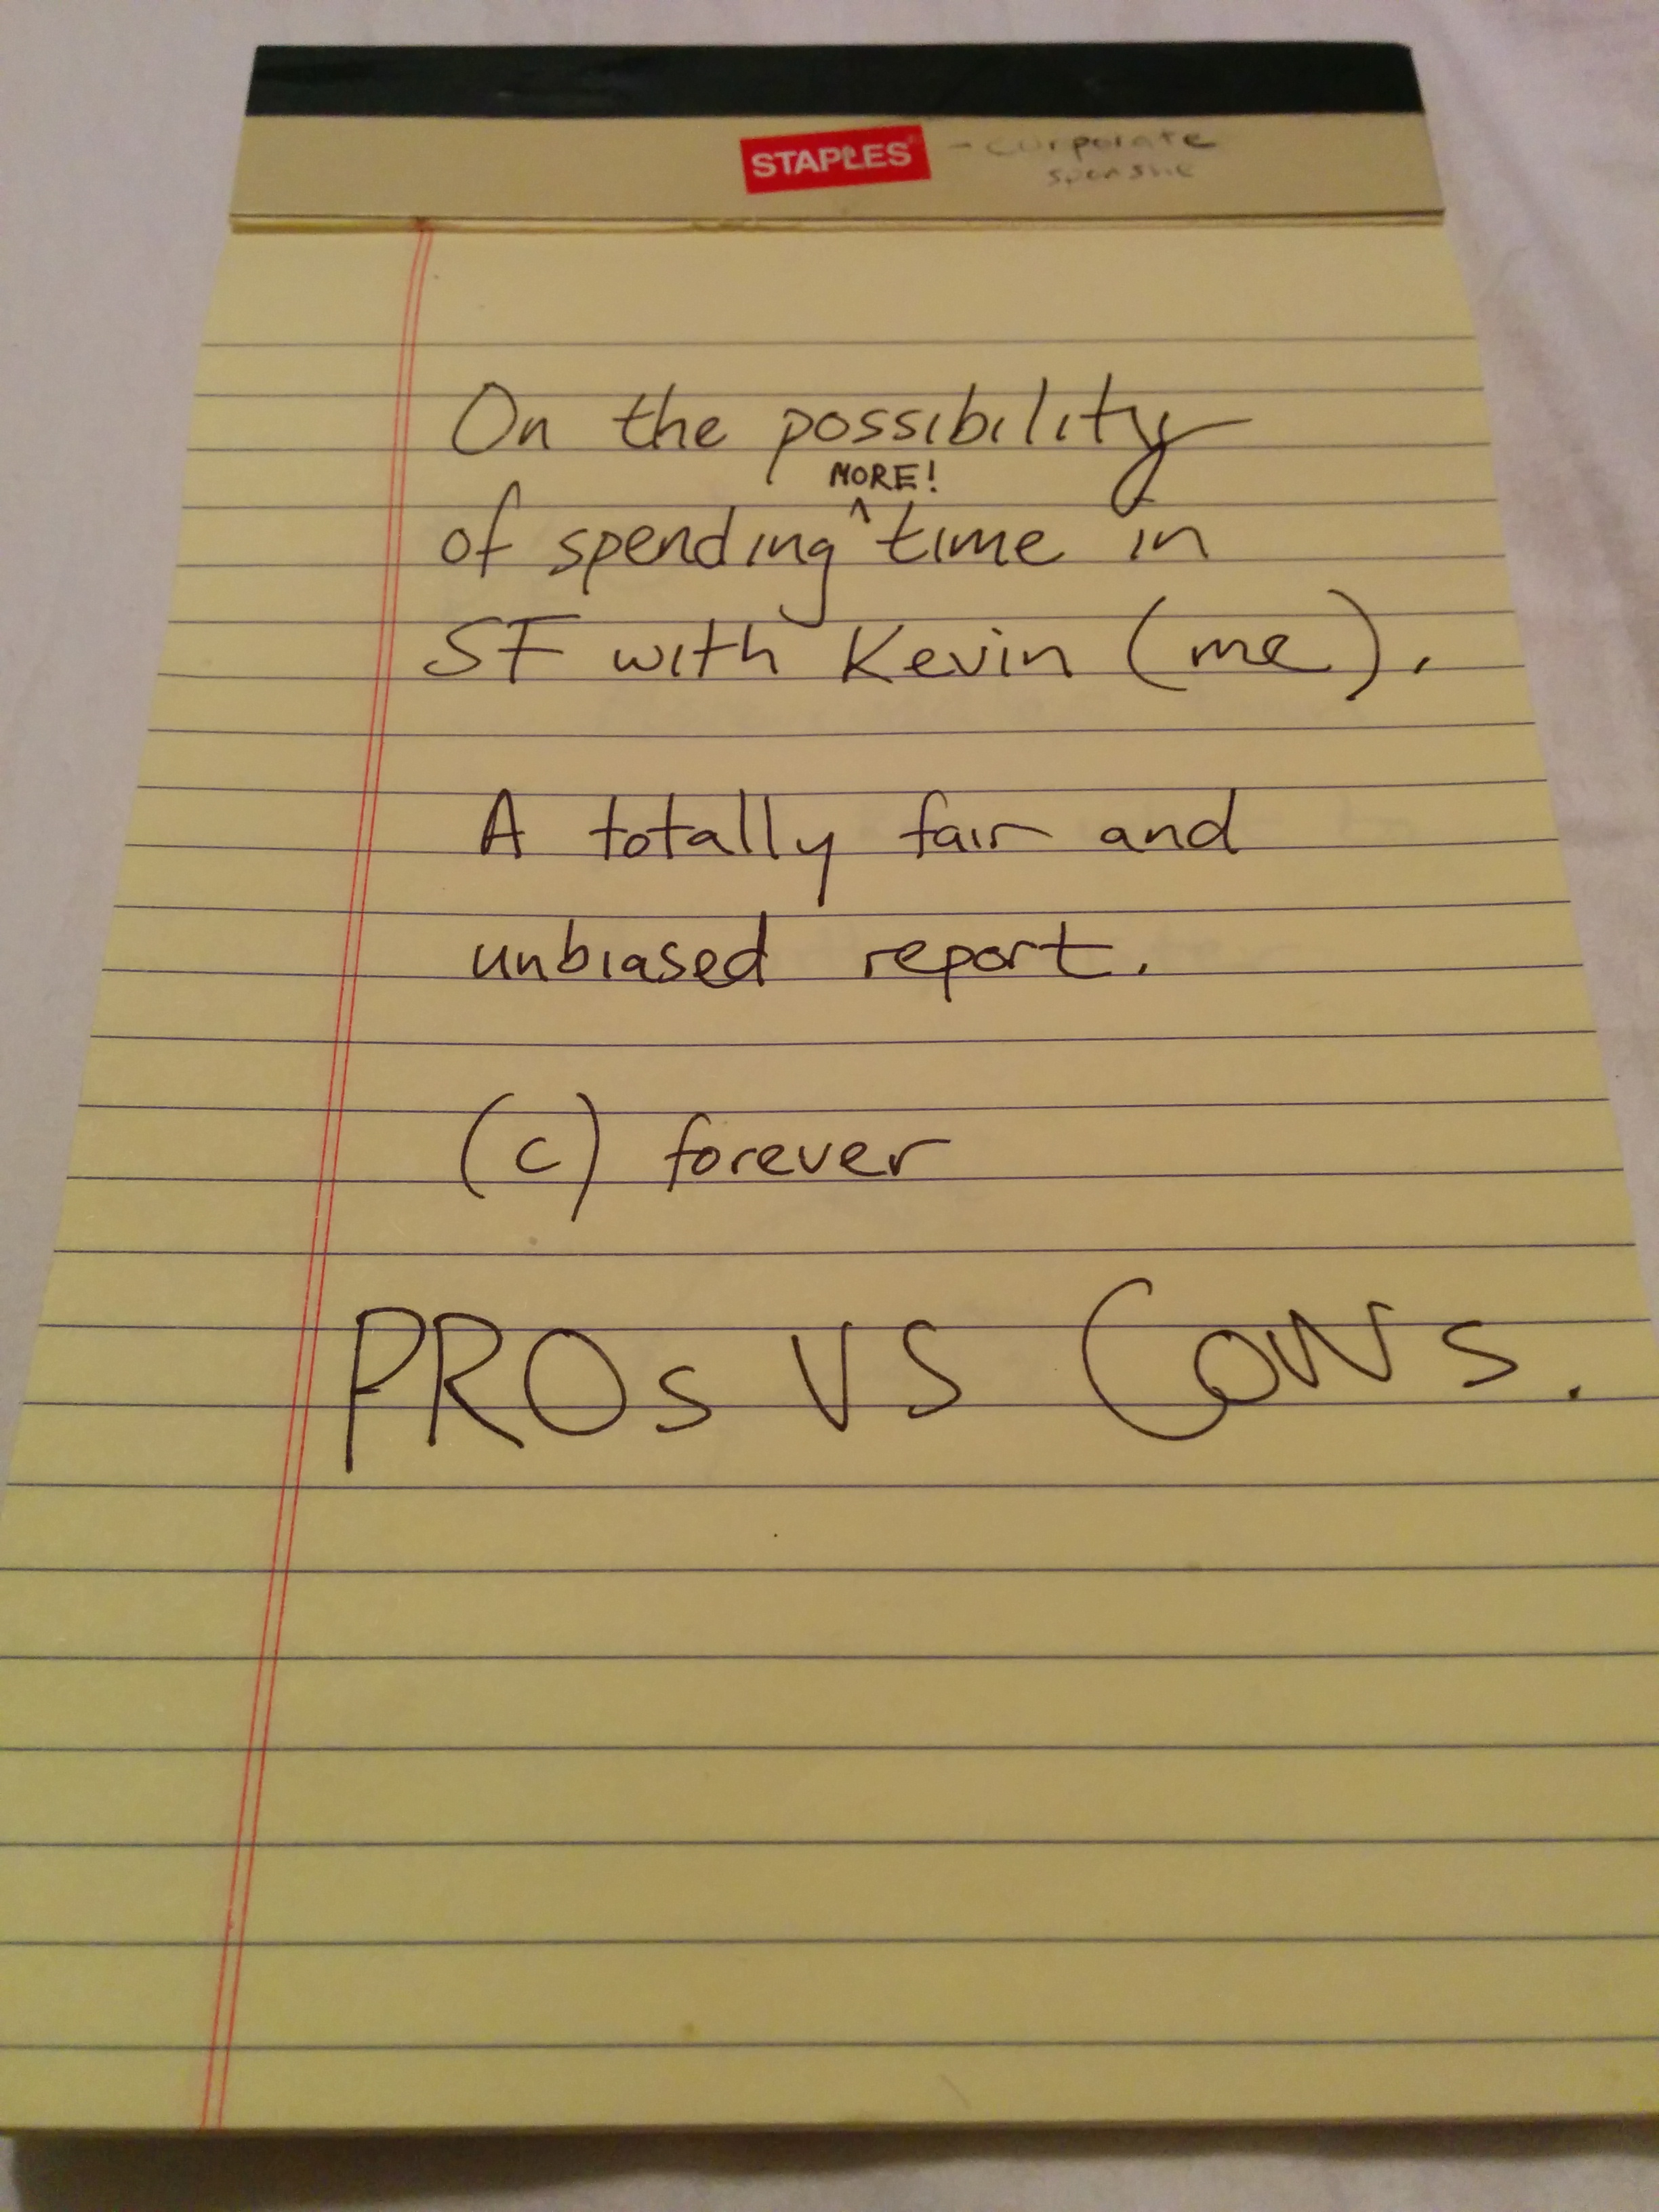 STAPLES - corporate
On the possibility
MORE!
of spending ^ time in
SF with Kevin (me).
A totally fair and
unbiased report.
(c) forever
PROs VS CONs.